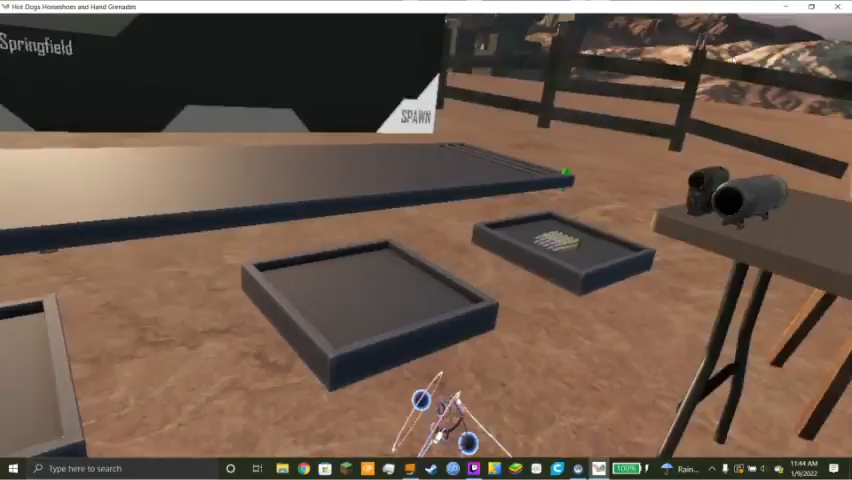 Hot Dogs Horseshoes and Hand Grenades
Springfield
SPAWN
Type here to search
100%
Rain...
11:44 AM
1/9/2022